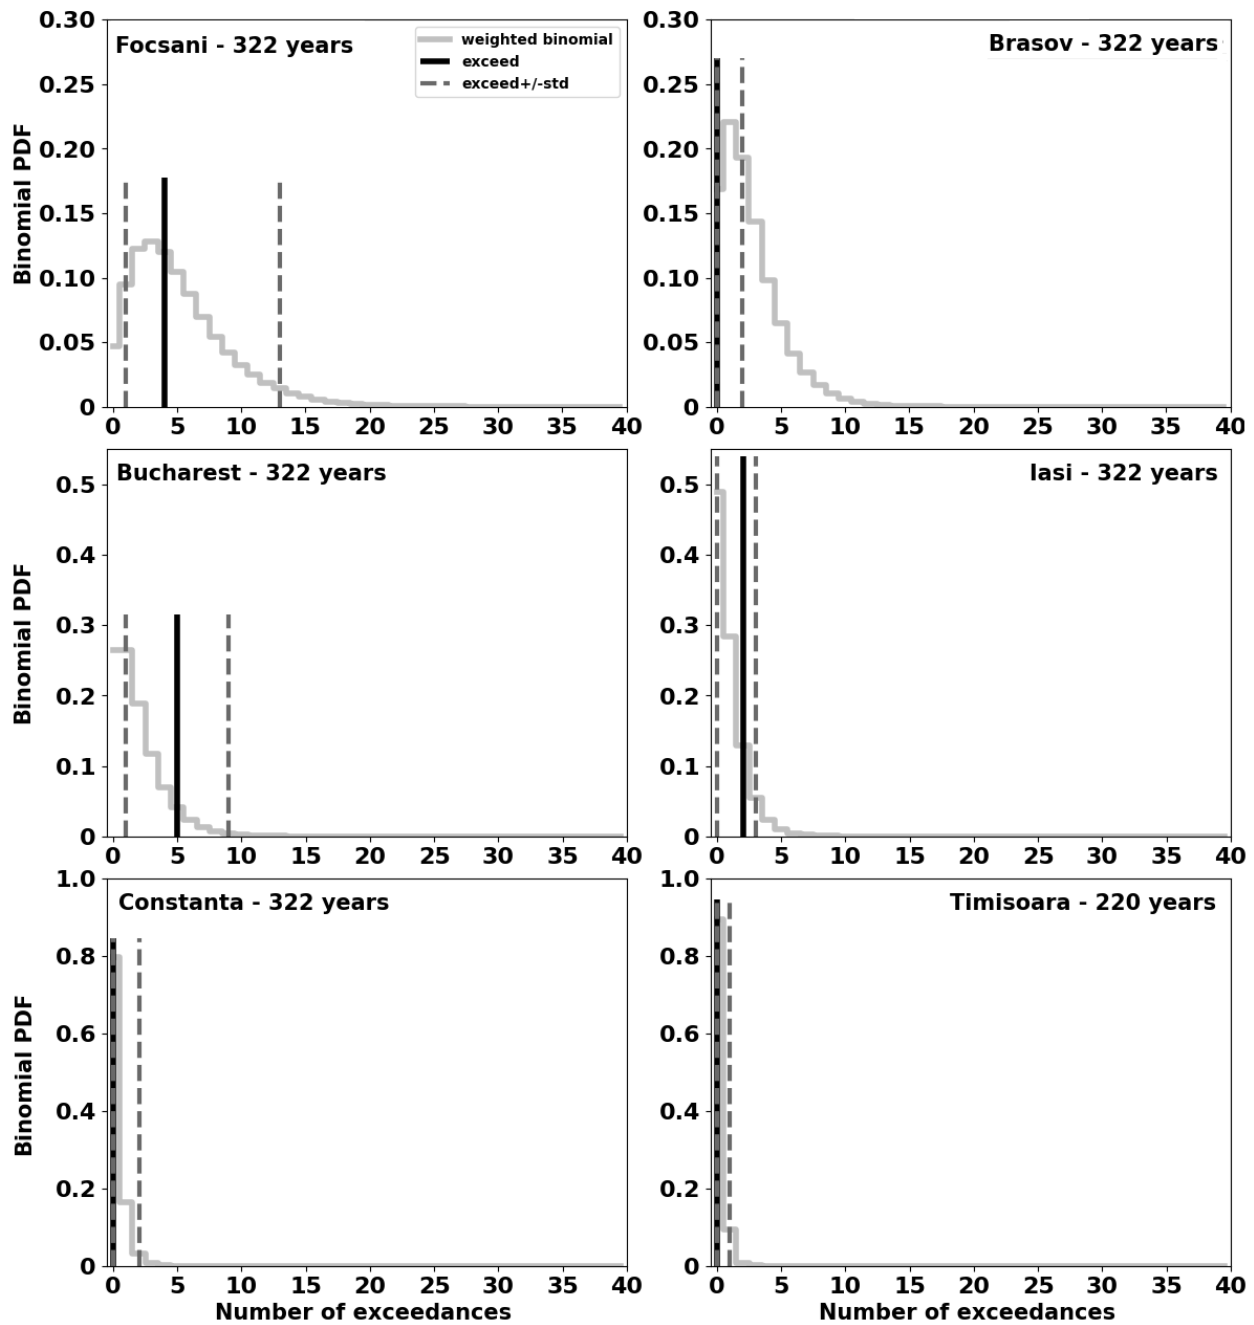 Focsani - 322 years
weighted binomial
exceed
exceed+/-std
Binomial PDF
0.30
0.25
0.20
0.15
0.10
0.05
0
0 5 10 15 20 25 30 35 40
Brasov - 322 years
0.30
0.25
0.20
0.15
0.10
0.05
0
0 5 10 15 20 25 30 35 40
Bucharest - 322 years
Binomial PDF
0.5
0.4
0.3
0.2
0.1
0
0 5 10 15 20 25 30 35 40
Iasi - 322 years
0.5
0.4
0.3
0.2
0.1
0
0 5 10 15 20 25 30 35 40
Constanta - 322 years
Binomial PDF
1.0
0.8
0.6
0.4
0.2
0
0 5 10 15 20 25 30 35 40
Number of exceedances
Timisoara - 220 years
1.0
0.8
0.6
0.4
0.2
0
0 5 10 15 20 25 30 35 40
Number of exceedances